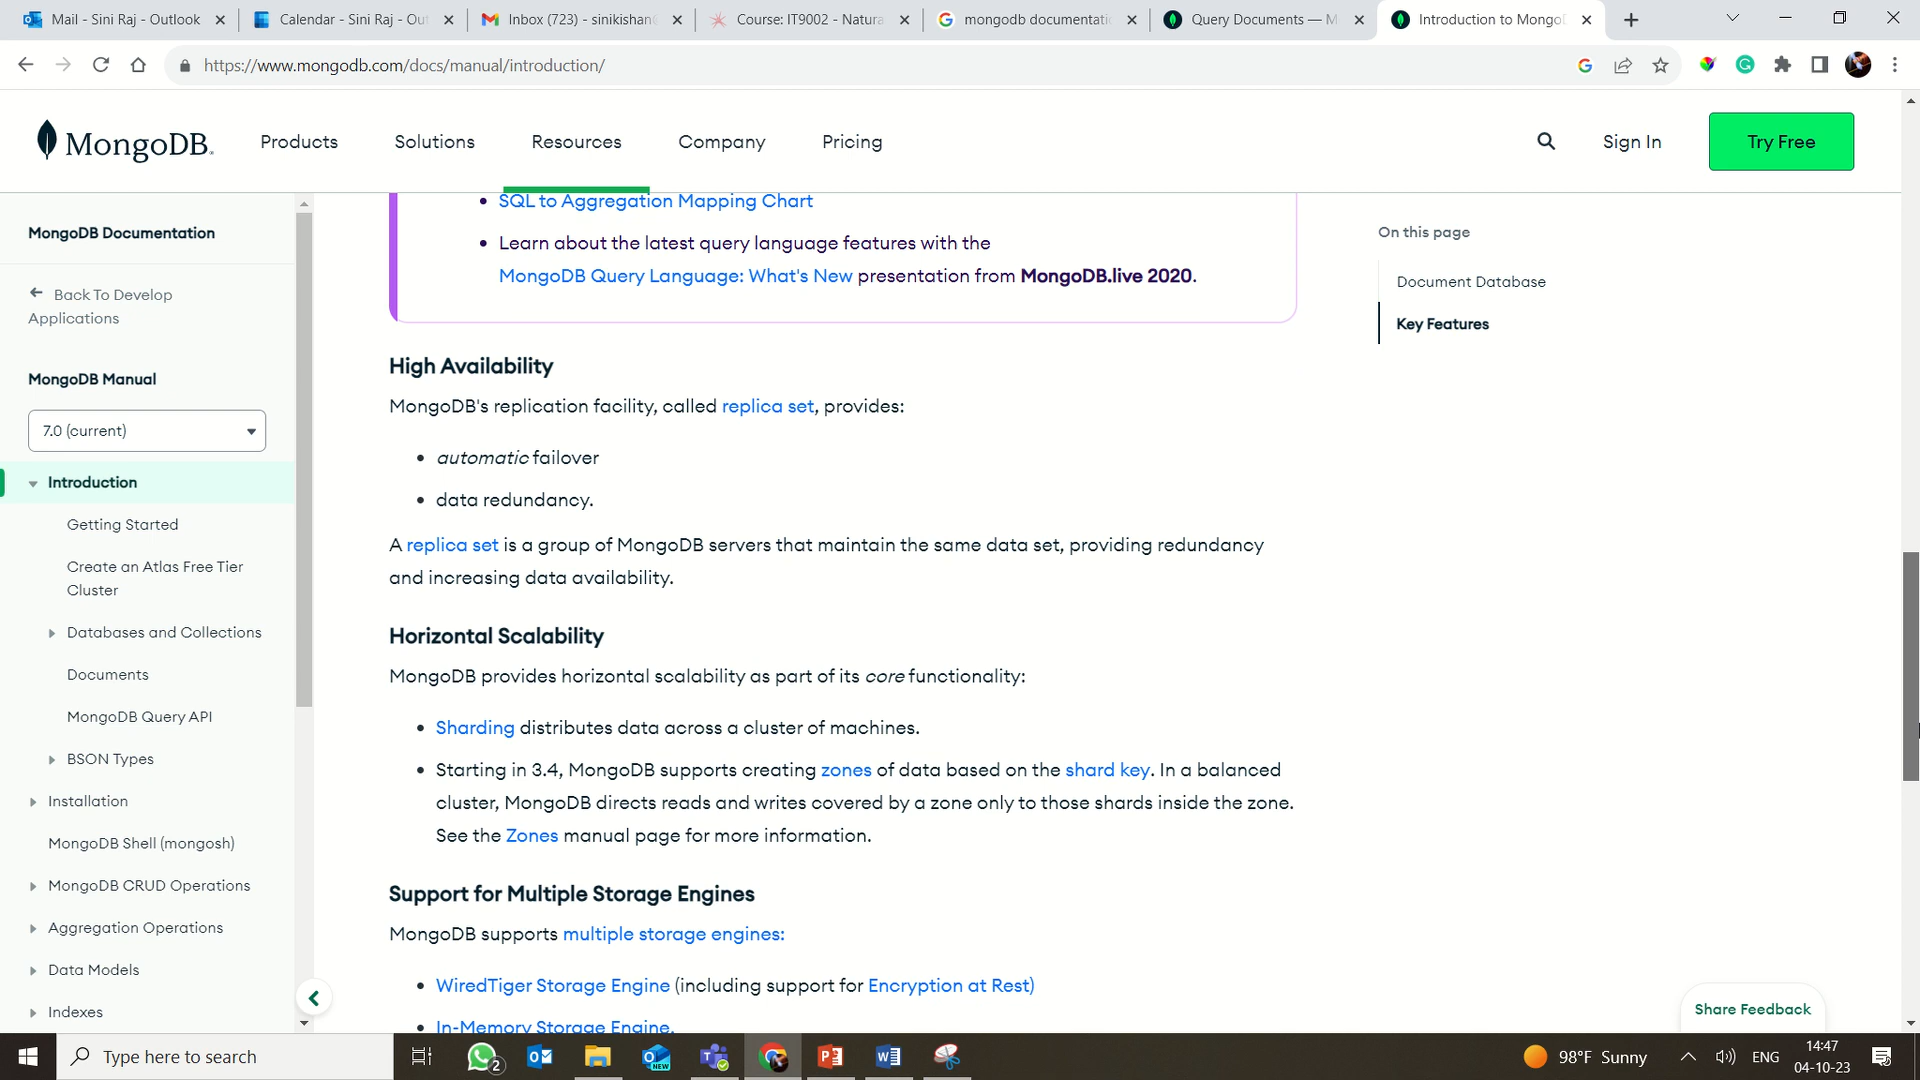 Mail - Sini Raj - Outlook
Calendar - Sini Raj - Ou
Inbox (723) - sinikishan
Course: IT9002 - Natura
mongodb documentati
Query Documents — M
Introduction to Mongo
https://www.mongodb.com/docs/manual/introduction/
MongoDB.
Products
Solutions
Resources
Company
Pricing
Sign In
Try Free
MongoDB Documentation
Back To Develop
Applications
MongoDB Manual
7.0 (current)
Introduction
Getting Started
Create an Atlas Free Tier
Cluster
Databases and Collections
Documents
MongoDB Query API
BSON Types
Installation
MongoDB Shell (mongosh)
MongoDB CRUD Operations
Aggregation Operations
Data Models
Indexes
• SQL to Aggregation Mapping Chart
• Learn about the latest query language features with the
MongoDB Query Language: What's New presentation from MongoDB.live 2020.
High Availability
MongoDB's replication facility, called replica set, provides:
• automatic failover
• data redundancy.
A replica set is a group of MongoDB servers that maintain the same data set, providing redundancy
and increasing data availability.
Horizontal Scalability
MongoDB provides horizontal scalability as part of its core functionality:
• Sharding distributes data across a cluster of machines.
• Starting in 3.4, MongoDB supports creating zones of data based on the shard key. In a balanced
cluster, MongoDB directs reads and writes covered by a zone only to those shards inside the zone.
See the Zones manual page for more information.
Support for Multiple Storage Engines
MongoDB supports multiple storage engines:
• WiredTiger Storage Engine (including support for Encryption at Rest)
• In-Memory Storage Engine.
On this page
Document Database
Key Features
Share Feedback
Type here to search
2
NEW
98°F Sunny
ENG
14:47
04-10-23